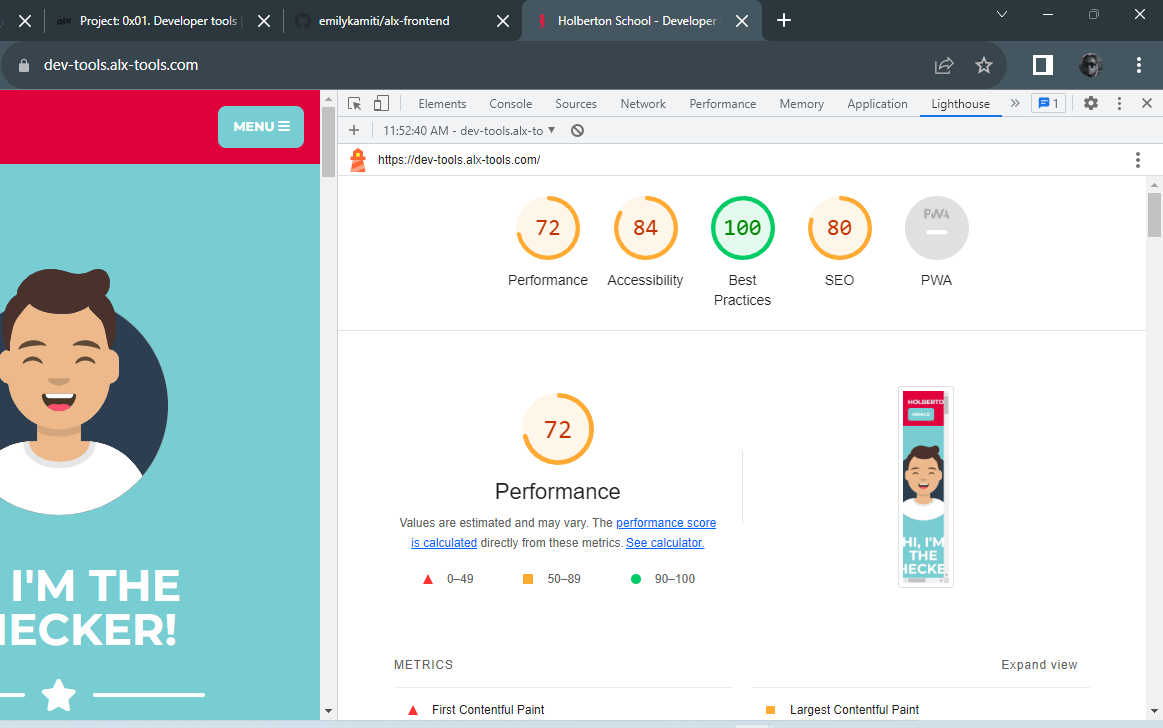 alx Project: 0x01. Developer tools
emilykamiti/alx-frontend
Holberton School - Developer
dev-tools.alx-tools.com
MENU
Elements Console Sources Network Performance Memory Application Lighthouse » 1
11:52:40 AM - dev-tools.alx-to
https://dev-tools.alx-tools.com/
72 84 100 80 PWA
Performance Accessibility Best Practices SEO PWA
72
Performance
Values are estimated and may vary. The performance score
is calculated directly from these metrics. See calculator.
0–49 50–89 90–100
HOLBERTO
MENU
HI, I'M
THE
HECKE
I'M THE
HECKER!
METRICS Expand view
First Contentful Paint Largest Contentful Paint